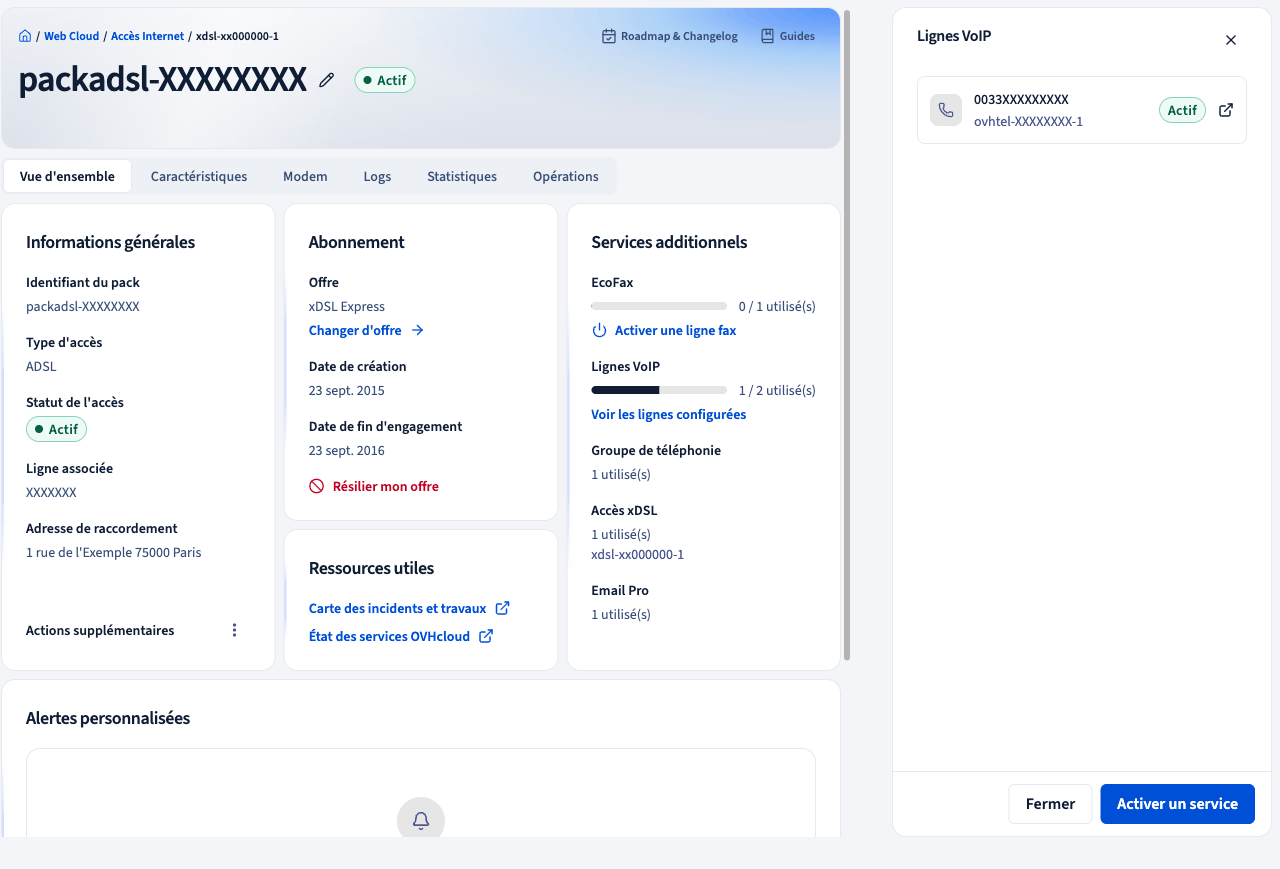 / Web Cloud / Accès Internet / xdsl-xx000000-1
Roadmap & Changelog
Guides
packadsl-XXXXXXXX
Actif
Vue d'ensemble
Caractéristiques
Modem
Logs
Statistiques
Opérations
Informations générales
Identifiant du pack
packadsl-XXXXXXXX
Type d'accès
ADSL
Statut de l'accès
Actif
Ligne associée
XXXXXXX
Adresse de raccordement
1 rue de l'Exemple 75000 Paris
Actions supplémentaires
Abonnement
Offre
xDSL Express
Changer d'offre
Date de création
23 sept. 2015
Date de fin d'engagement
23 sept. 2016
Résilier mon offre
Ressources utiles
Carte des incidents et travaux
État des services OVHcloud
Services additionnels
EcoFax
0 / 1 utilisé(s)
Activer une ligne fax
Lignes VoIP
1 / 2 utilisé(s)
Voir les lignes configurées
Groupe de téléphonie
1 utilisé(s)
Accès xDSL
1 utilisé(s)
xdsl-xx000000-1
Email Pro
1 utilisé(s)
Alertes personnalisées
Lignes VoIP
0033XXXXXXXXX
ovhtel-XXXXXXXX-1
Actif
Fermer
Activer un service